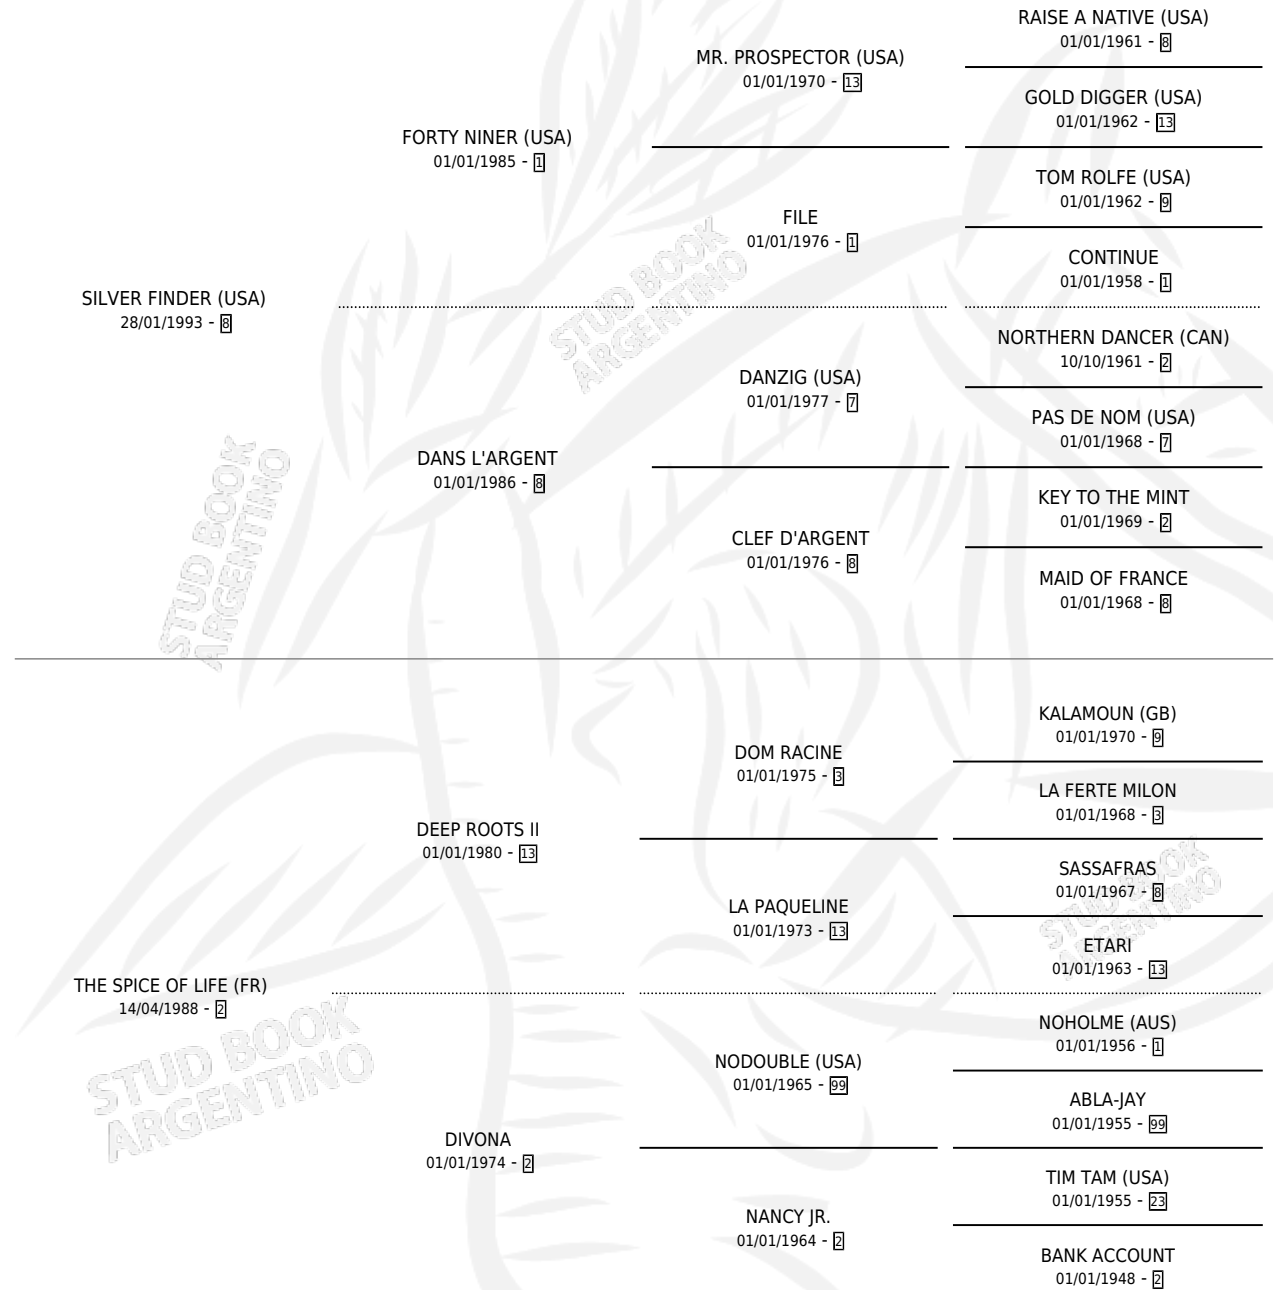 RAISE A NATIVE (USA)
01/01/1961 - 8
MR. PROSPECTOR (USA)
01/01/1970 - 13
GOLD DIGGER (USA)
01/01/1962 - 13
FORTY NINER (USA)
01/01/1985 - 1
TOM ROLFE (USA)
01/01/1962 - 9
FILE
01/01/1976 - 1
CONTINUE
01/01/1958 - 1
SILVER FINDER (USA)
28/01/1993 - 8
STUD BOOK
ARGENTINO
NORTHERN DANCER (CAN)
10/10/1961 - 2
DANZIG (USA)
01/01/1977 - 7
PAS DE NOM (USA)
01/01/1968 - 7
DANS L'ARGENT
01/01/1986 - 8
KEY TO THE MINT
01/01/1969 - 2
CLEF D'ARGENT
01/01/1976 - 8
MAID OF FRANCE
01/01/1968 - 8
STUD BOOK
ARGENTINO
KALAMOUN (GB)
01/01/1970 - 9
DOM RACINE
01/01/1975 - 3
LA FERTE MILON
01/01/1968 - 3
DEEP ROOTS II
01/01/1980 - 13
SASSAFRAS
01/01/1967 - 8
LA PAQUELINE
01/01/1973 - 13
STUD BOOK
ARGENTINO
ETARI
01/01/1963 - 13
THE SPICE OF LIFE (FR)
14/04/1988 - 2
STUD BOOK
ARGENTINO
NOHOLME (AUS)
01/01/1956 - 1
NODOUBLE (USA)
01/01/1965 - 99
ABLA-JAY
01/01/1955 - 99
DIVONA
01/01/1974 - 2
TIM TAM (USA)
01/01/1955 - 23
NANCY JR.
01/01/1964 - 2
BANK ACCOUNT
01/01/1948 - 2